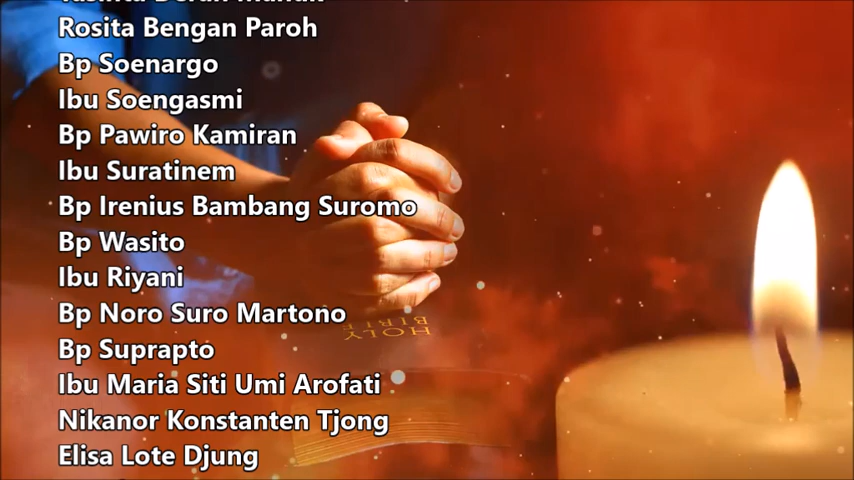 Rosita Bengan Paroh
Bp Soenargo
Ibu Soengasmi
Bp Pawiro Kamiran
Ibu Suratinem
Bp Irenius Bambang Suromo
Bp Wasito
Ibu Riyani
Bp Noro Suro Martono
Bp Suprapto
Ibu Maria Siti Umi Arofati
Nikanor Konstanten Tjong
Elisa Lote Djung
HOLY
BIBLE